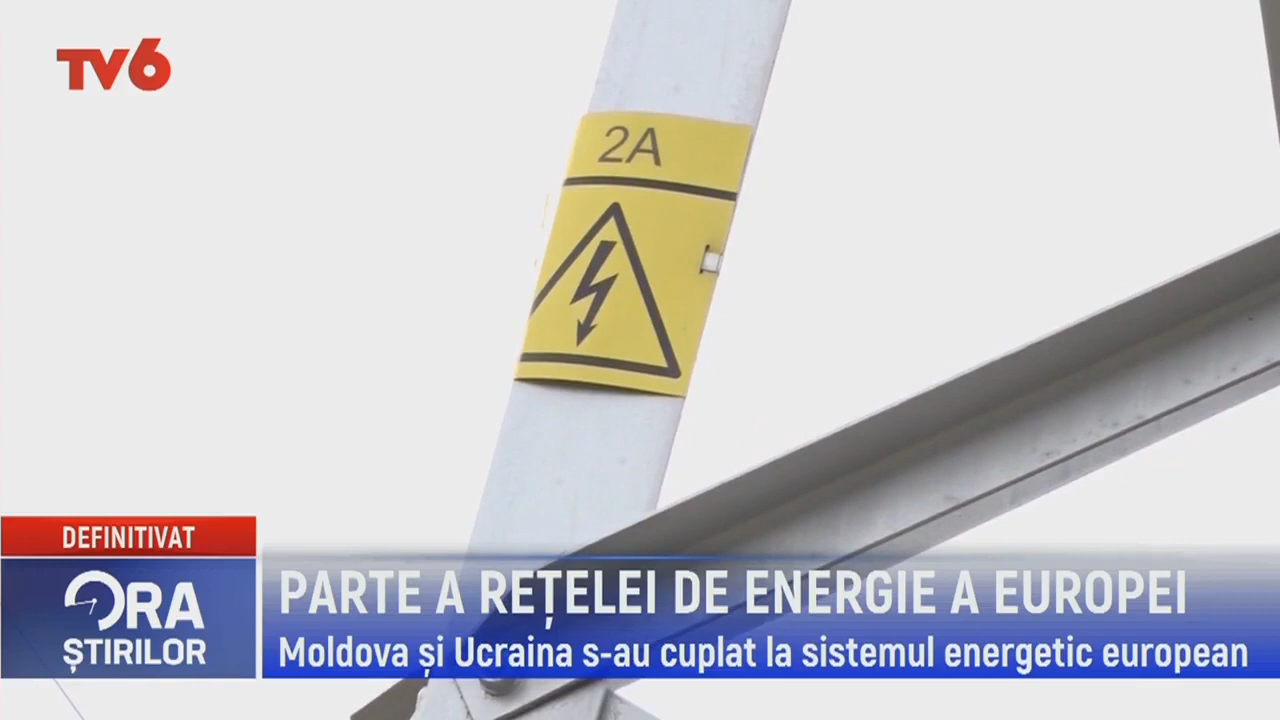 TV6
2A
DEFINITIVAT
ORA
ȘTIRILOR
PARTE A REȚELEI DE ENERGIE A EUROPEI
Moldova și Ucraina s-au cuplat la sistemul energetic european